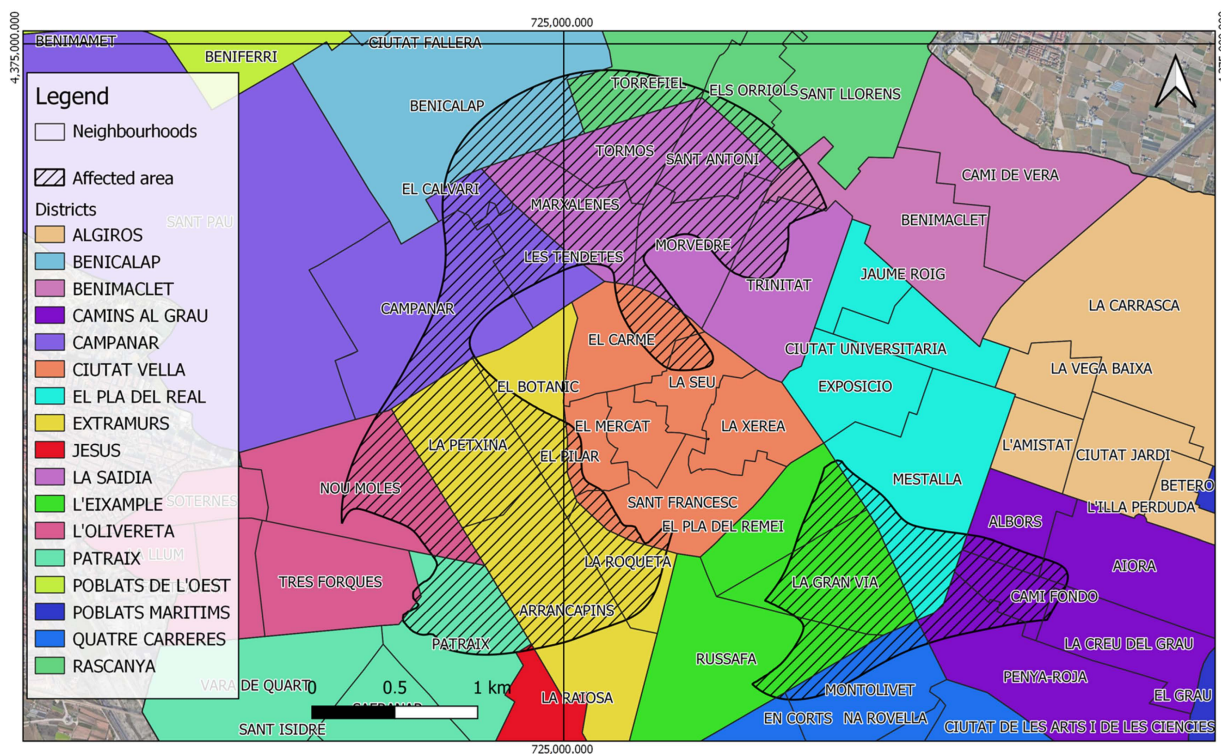 725,000.000
4,375,000.000
4,375,000.000
BENIMAMET
BENIFERRI
CIUTAT FALLERA
Legend
Neighbourhoods
Affected area
Districts
ALGIROS
BENICALAP
BENIMACLET
CAMINS AL GRAU
CAMPANAR
CIUTAT VELLA
EL PLA DEL REAL
EXTRAMURS
JESUS
LA SAIDIA
L'EIXAMPLE
L'OLIVERETA
PATRAIX
POBLATS DE L'OEST
POBLATS MARITIMS
QUATRE CARRERES
RASCANYA
SANT PAU
SOTERNES
LA LLUM
VARA DE QUART
BENICALAP
TORREFIEL
ELS ORRIOLS
SANT LLORENS
TORMOS
SANT ANTONI
CAMI DE VERA
EL CALVARI
MARXALENES
BENIMACLET
LES TENDETES
MORVEDRE
TRINITAT
JAUME ROIG
CAMPANAR
LA CARRASCA
EL CARME
CIUTAT UNIVERSITARIA
LA VEGA BAIXA
EL BOTANIC
LA SEU
EXPOSICIO
EL MERCAT
LA XEREA
LA PETXINA
L'AMISTAT
EL PILAR
CIUTAT JARDI
NOU MOLES
MESTALLA
BETERO
SANT FRANCESC
L'ILLA PERDUDA
EL PLA DEL REMEI
ALBORS
LA ROQUETA
AIORA
TRES FORQUES
LA GRAN VIA
CAMI FONDO
ARRANCAPINS
PATRAIX
LA CREU DEL GRAU
RUSSAFA
PENYA-ROJA
MONTOLIVET
LA RAIOSA
EL GRAU
EN CORTS
NA ROVELLA
CIUTAT DE LES ARTS I DE LES CIENCIES
SANT ISIDRE
SAFRANAR
0 0.5 1 km
725,000.000